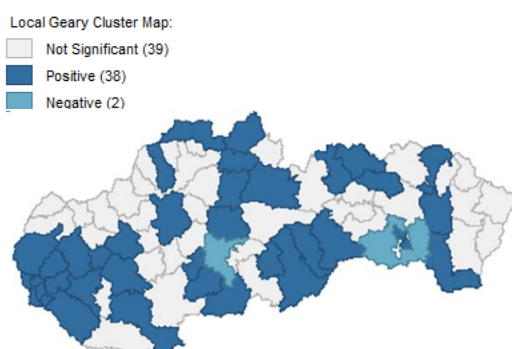 Local Geary Cluster Map:
Not Significant (39)
Positive (38)
Negative (2)